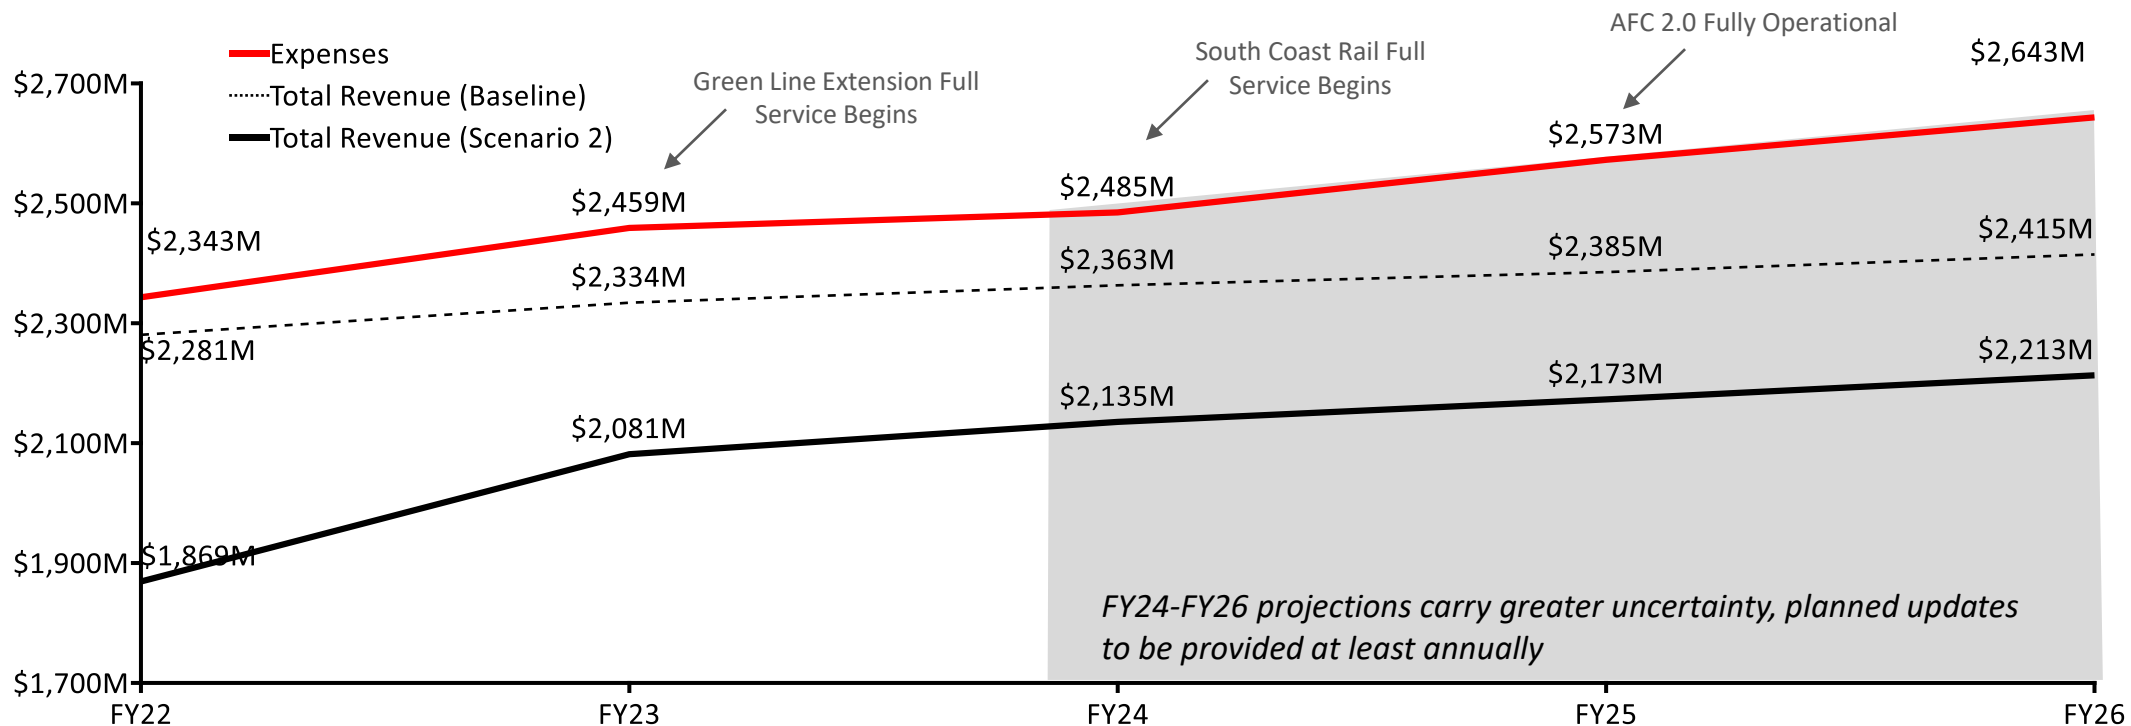 AFC 2.0 Fully Operational
Expenses
Total Revenue (Baseline)
Total Revenue (Scenario 2)
Green Line Extension Full
Service Begins
South Coast Rail Full
Service Begins
$2,643M
$2,700M
$2,500M
$2,300M
$2,100M
$1,900M
$1,700M
$2,343M
$2,459M
$2,485M
$2,573M
$2,281M
$2,334M
$2,363M
$2,385M
$2,415M
$1,869M
$2,081M
$2,135M
$2,173M
$2,213M
FY24-FY26 projections carry greater uncertainty, planned updates
to be provided at least annually
FY22
FY23
FY24
FY25
FY26